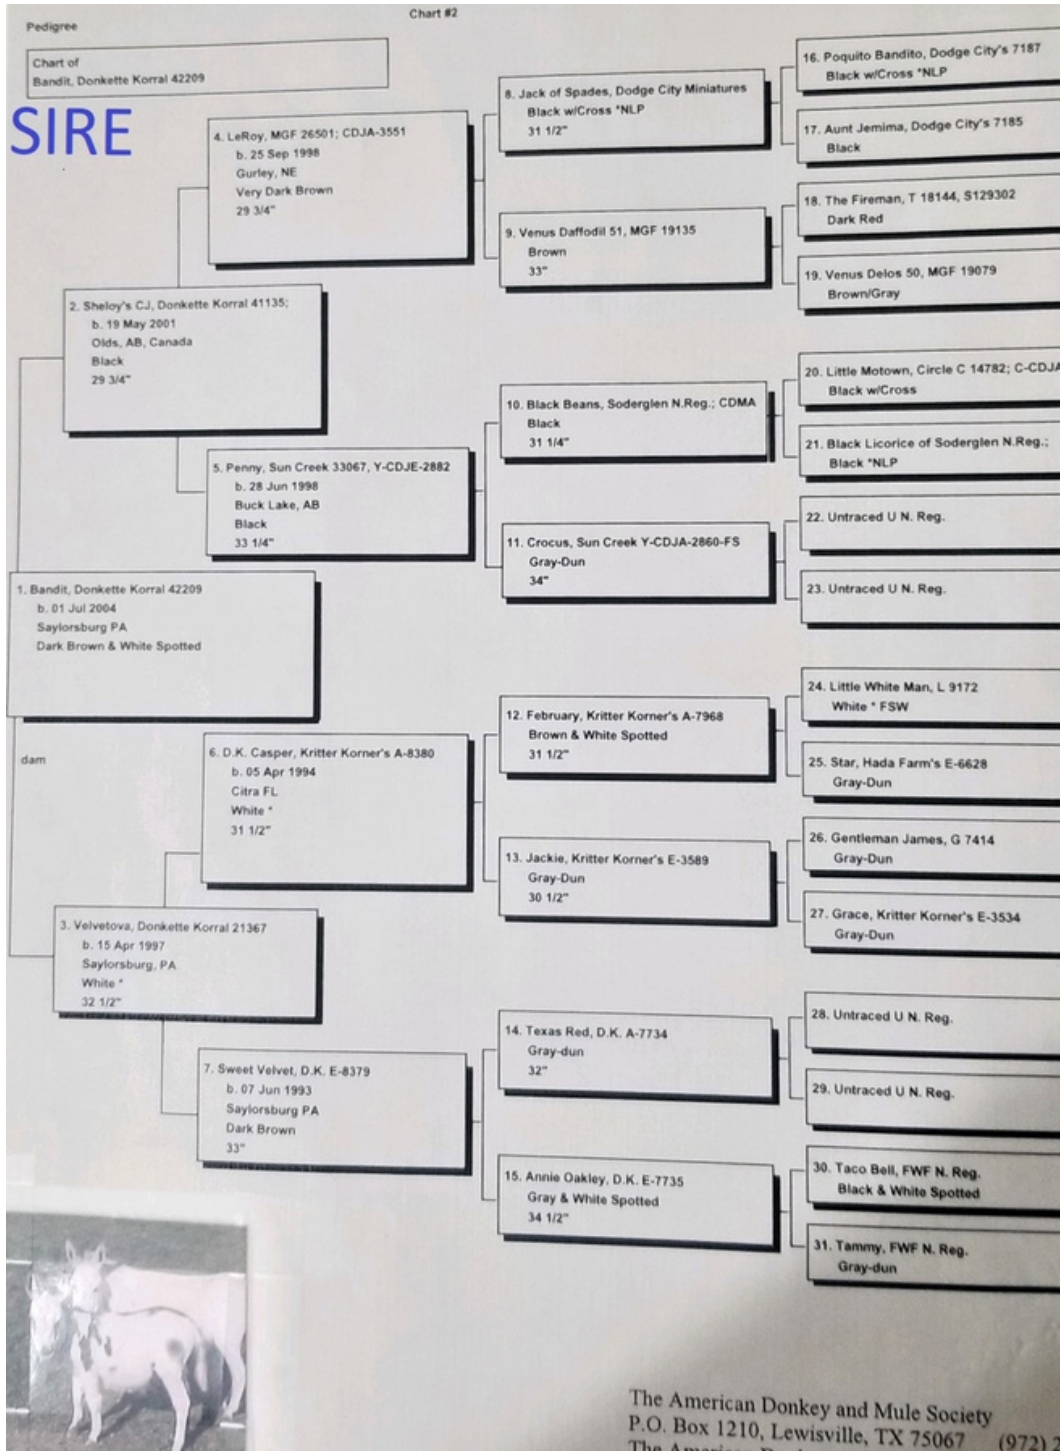 Chart #2
Pedigree
Chart of
Bandit, Donkette Korral 42209
SIRE
4. LeRoy, MGF 26501; CDJA-3551
b. 25 Sep 1998
Gurley, NE
Very Dark Brown
29 3/4"
2. Sheloy's CJ, Donkette Korral 41135;
b. 19 May 2001
Olds, AB, Canada
Black
29 3/4"
5. Penny, Sun Creek 33067, Y-CDJE-2882
b. 28 Jun 1998
Buck Lake, AB
Black
33 1/4"
1. Bandit, Donkette Korral 42209
b. 01 Jul 2004
Saylorsburg PA
Dark Brown & White Spotted
dam
6. D.K. Casper, Kritter Korner's A-8380
b. 05 Apr 1994
Citra FL
White *
31 1/2"
3. Velvetova, Donkette Korral 21367
b. 15 Apr 1997
Saylorsburg, PA
White *
32 1/2"
7. Sweet Velvet, D.K. E-8379
b. 07 Jun 1993
Saylorsburg PA
Dark Brown
33"
8. Jack of Spades, Dodge City Miniatures
Black w/Cross *NLP
31 1/2"
9. Venus Daffodil 51, MGF 19135
Brown
33"
10. Black Beans, Soderglen N.Reg.; CDMA
Black
31 1/4"
11. Crocus, Sun Creek Y-CDJA-2860-FS
Gray-Dun
34"
12. February, Kritter Korner's A-7968
Brown & White Spotted
31 1/2"
13. Jackie, Kritter Korner's E-3589
Gray-Dun
30 1/2"
14. Texas Red, D.K. A-7734
Gray-dun
32"
15. Annie Oakley, D.K. E-7735
Gray & White Spotted
34 1/2"
16. Poquito Bandito, Dodge City's 7187
Black w/Cross *NLP
17. Aunt Jemima, Dodge City's 7185
Black
18. The Fireman, T 18144, S129302
Dark Red
19. Venus Delos 50, MGF 19079
Brown/Gray
20. Little Motown, Circle C 14782; C-CDJA
Black w/Cross
21. Black Licorice of Soderglen N.Reg.;
Black *NLP
22. Untraced U N. Reg.
23. Untraced U N. Reg.
24. Little White Man, L 9172
White * FSW
25. Star, Hada Farm's E-6628
Gray-Dun
26. Gentleman James, G 7414
Gray-Dun
27. Grace, Kritter Korner's E-3534
Gray-Dun
28. Untraced U N. Reg.
29. Untraced U N. Reg.
30. Taco Bell, FWF N. Reg.
Black & White Spotted
31. Tammy, FWF N. Reg.
Gray-dun
The American Donkey and Mule Society
P.O. Box 1210, Lewisville, TX 75067 (972)
The American